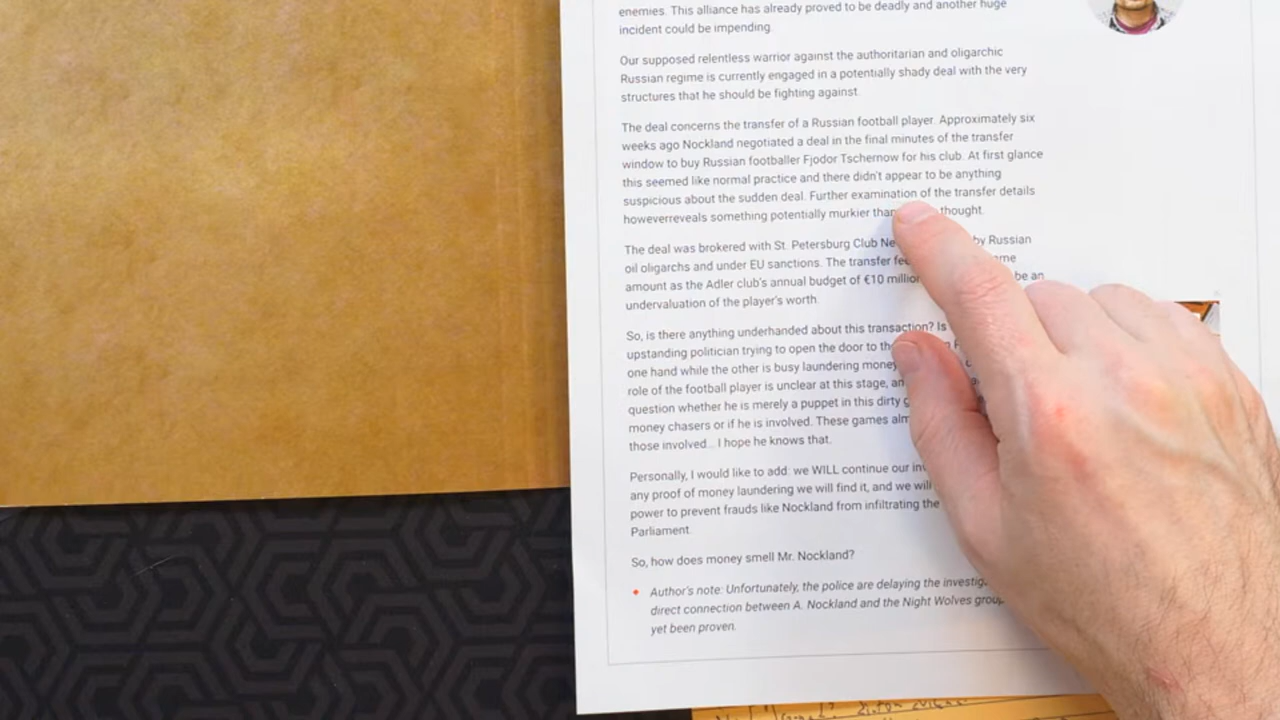 enemies. This alliance has already proved to be deadly and another huge
incident could be impending.
Our supposed relentless warrior against the authoritarian and oligarchic
Russian regime is currently engaged in a potentially shady deal with the very
structures that he should be fighting against.
The deal concerns the transfer of a Russian football player. Approximately six
weeks ago Nockland negotiated a deal in the final minutes of the transfer
window to buy Russian footballer Fjodor Tschernow for his club. At first glance
this seemed like normal practice and there didn't appear to be anything
suspicious about the sudden deal. Further examination of the transfer details
howeverreveals something potentially murkier than thought.
The deal was brokered with St. Petersburg Club by Russian
oil oligarchs and under EU sanctions. The transfer
amount as the Adler club's annual budget of €10 million be an
undervaluation of the player's worth.
So, is there anything underhanded about this transaction? Is
upstanding politician trying to open the door to
one hand while the other is busy laundering money
role of the football player is unclear at this stage,
question whether he is merely a puppet in this dirty
money chasers or if he is involved. These games
those involved... I hope he knows that.
Personally, I would like to add: we WILL continue our
any proof of money laundering we will find it, and we will
power to prevent frauds like Nockland from infiltrating the
Parliament.
So, how does money smell Mr. Nockland?
Author's note: Unfortunately, the police are delaying the
direct connection between A. Nockland and the Night Wolves
yet been proven.